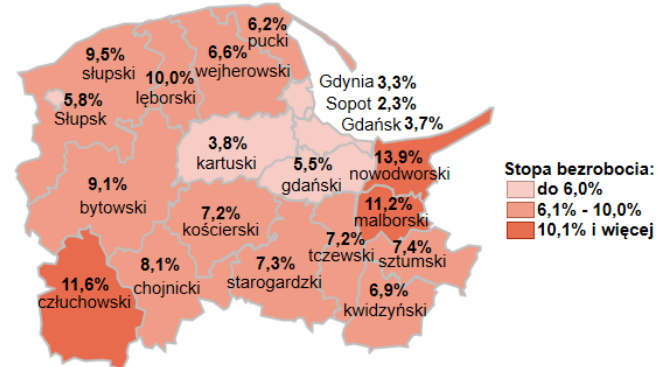 6,2%
pucki
9,5%
słupski
6,6%
wejherowski
10,0%
lęborski
5,8%
Słupsk
Gdynia 3,3%
Sopot 2,3%
Gdańsk 3,7%
3,8%
kartuski
5,5%
gdański
13,9%
nowodworski
9,1%
bytowski
7,2%
kościerski
11,2%
malborski
7,2%
tczewski
7,4%
sztumski
11,6%
człuchowski
8,1%
chojnicki
7,3%
starogardzki
6,9%
kwidzyński
Stopa bezrobocia:
do 6,0%
6,1% - 10,0%
10,1% i więcej